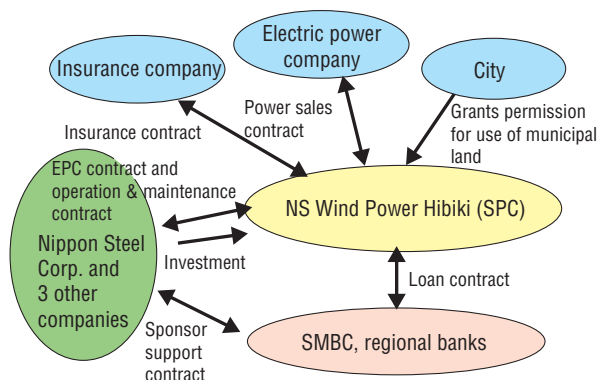 Electric power
company
Insurance company
City
Power sales
contract
Grants permission
for use of municipal
land
Insurance contract
EPC contract and
operation & maintenance
contract
NS Wind Power Hibiki (SPC)
Nippon Steel
Corp. and
3 other
companies
Investment
Loan contract
Sponsor
support
contract
SMBC, regional banks